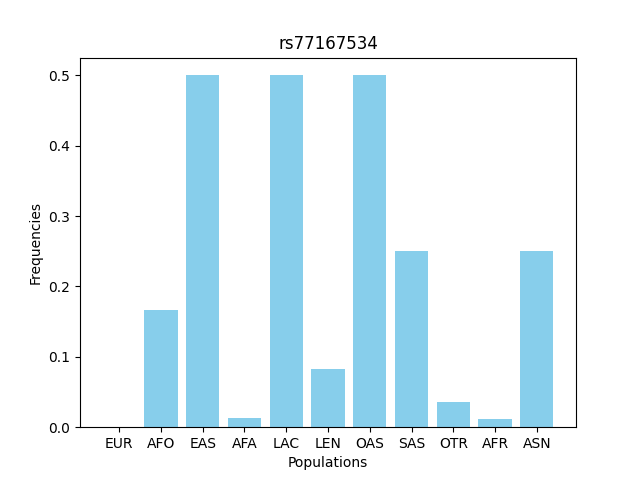 rs77167534
0.5
0.4
0.3
0.2
0.1
0.0
Frequencies
EUR AFO EAS AFA LAC LEN OAS SAS OTR AFR ASN
Populations